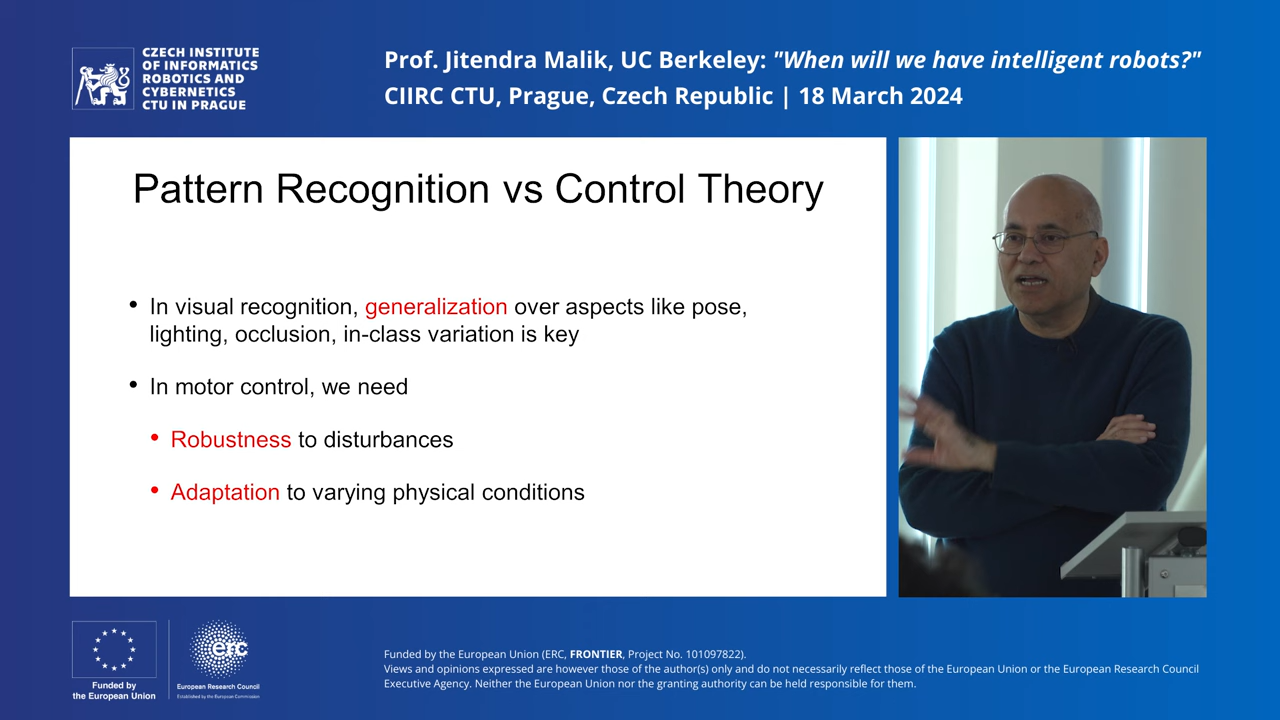 CZECH INSTITUTE
OF INFORMATICS
ROBOTICS AND
CYBERNETICS
CTU IN PRAGUE
Prof. Jitendra Malik, UC Berkeley: "When will we have intelligent robots?"
CIIRC CTU, Prague, Czech Republic | 18 March 2024
Pattern Recognition vs Control Theory
• In visual recognition, generalization over aspects like pose,
lighting, occlusion, in-class variation is key
• In motor control, we need
• Robustness to disturbances
• Adaptation to varying physical conditions
Funded by
the European Union
erc
European Research Council
Established by the European Commission
Funded by the European Union (ERC, FRONTIER, Project No. 101097822).
Views and opinions expressed are however those of the author(s) only and do not necessarily reflect those of the European Union or the European Research Council
Executive Agency. Neither the European Union nor the granting authority can be held responsible for them.